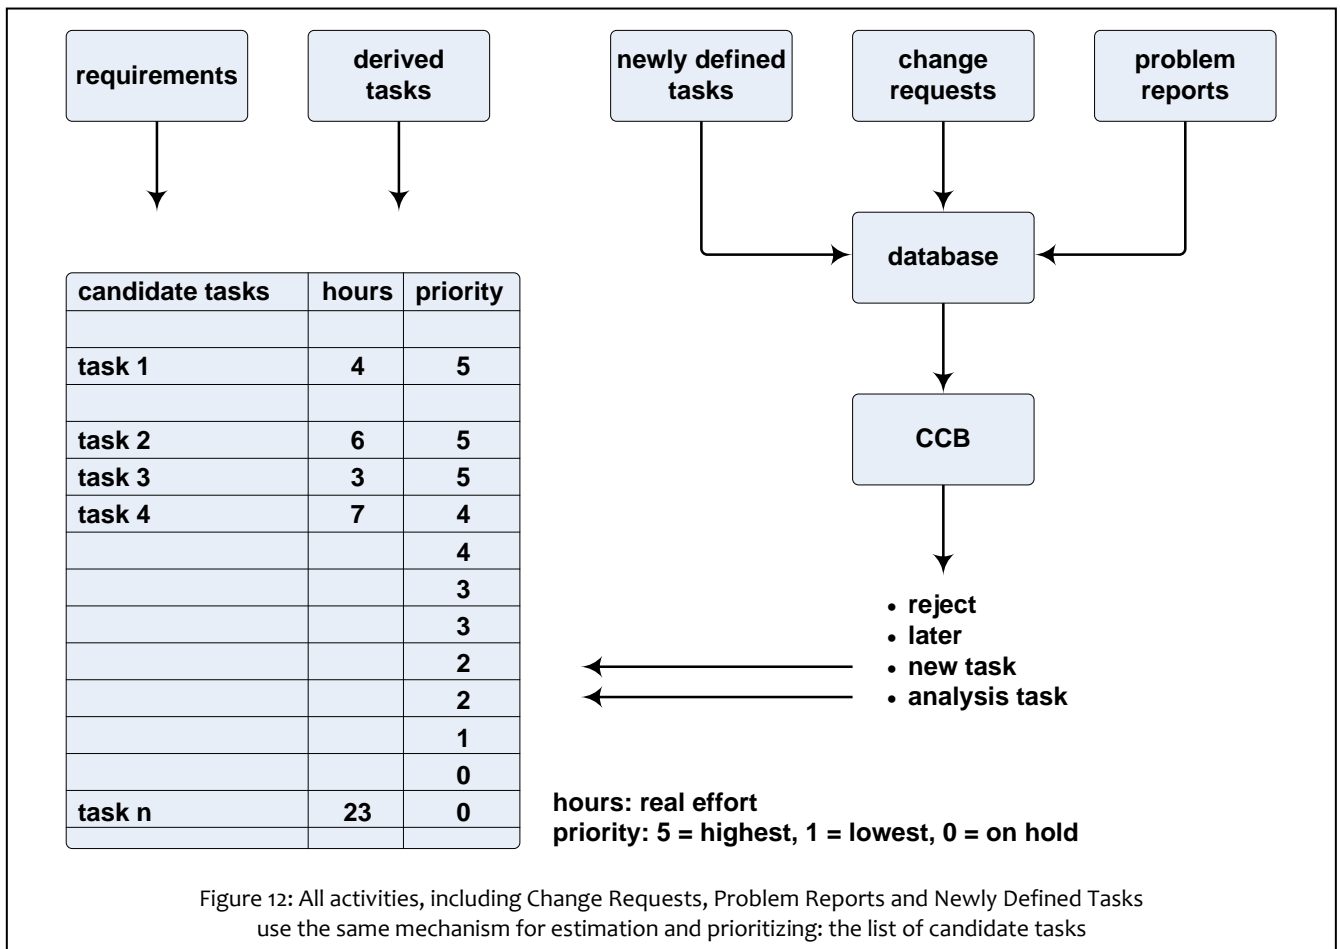 requirements
derived
tasks
newly defined
tasks
change
requests
problem
reports
database
CCB
candidate tasks hours priority
task 1 4 5
task 2 6 5
task 3 3 5
task 4 7 4
4
3
3
2
2
1
0
task n 23 0
• reject
• later
• new task
• analysis task
hours: real effort
priority: 5 = highest, 1 = lowest, 0 = on hold
Figure 12: All activities, including Change Requests, Problem Reports and Newly Defined Tasks
use the same mechanism for estimation and prioritizing: the list of candidate tasks